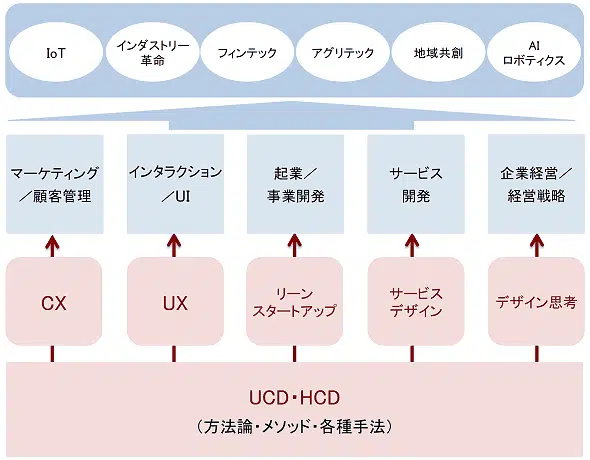 IoT
インダストリー
革命
フィンテック
アグリテック
地域共創
AI
ロボティクス
マーケティング
／顧客管理
インタラクション
／UI
起業／
事業開発
サービス
開発
企業経営／
経営戦略
CX
UX
リーン
スタートアップ
サービス
デザイン
デザイン思考
UCD・HCD
（方法論・メソッド・各種手法）